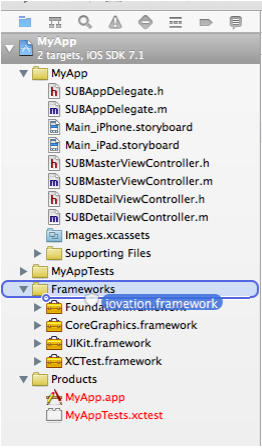 MyApp
2 targets, iOS SDK 7.1
MyApp
SUBAppDelegate.h
SUBAppDelegate.m
Main_iPhone.storyboard
Main_iPad.storyboard
SUBMasterViewController.h
SUBMasterViewController.m
SUBDetailViewController.h
SUBDetailViewController.m
Images.xcassets
Supporting Files
MyAppTests
Frameworks
iovation.framework
Foundation.framework
CoreGraphics.framework
UIKit.framework
XCTest.framework
Products
MyApp.app
MyAppTests.xctest